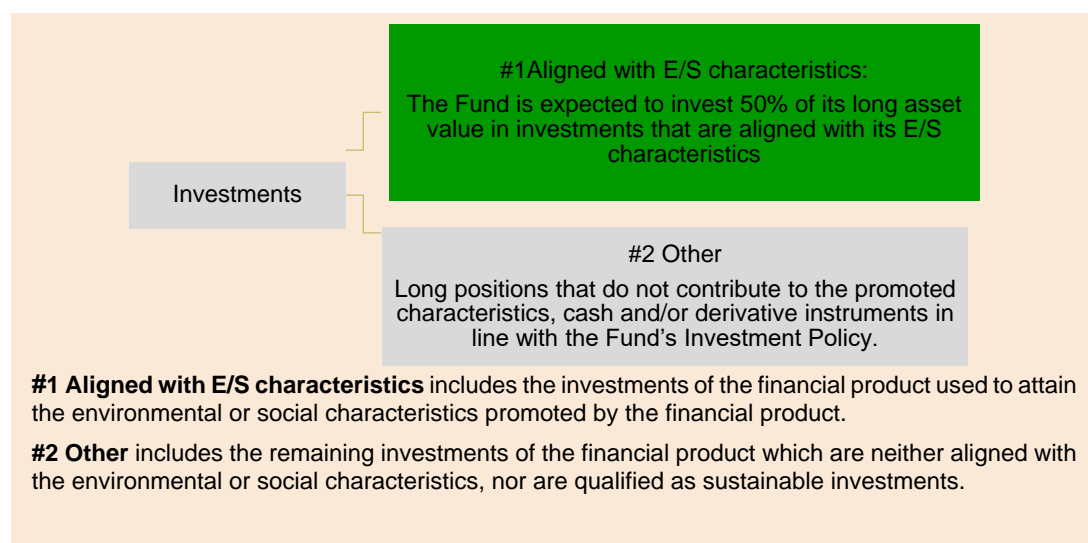 #1Aligned with E/S characteristics:
The Fund is expected to invest 50% of its long asset
value in investments that are aligned with its E/S
characteristics
Investments
#2 Other
Long positions that do not contribute to the promoted
characteristics, cash and/or derivative instruments in
line with the Fund’s Investment Policy.
#1 Aligned with E/S characteristics includes the investments of the financial product used to attain
the environmental or social characteristics promoted by the financial product.
#2 Other includes the remaining investments of the financial product which are neither aligned with
the environmental or social characteristics, nor are qualified as sustainable investments.